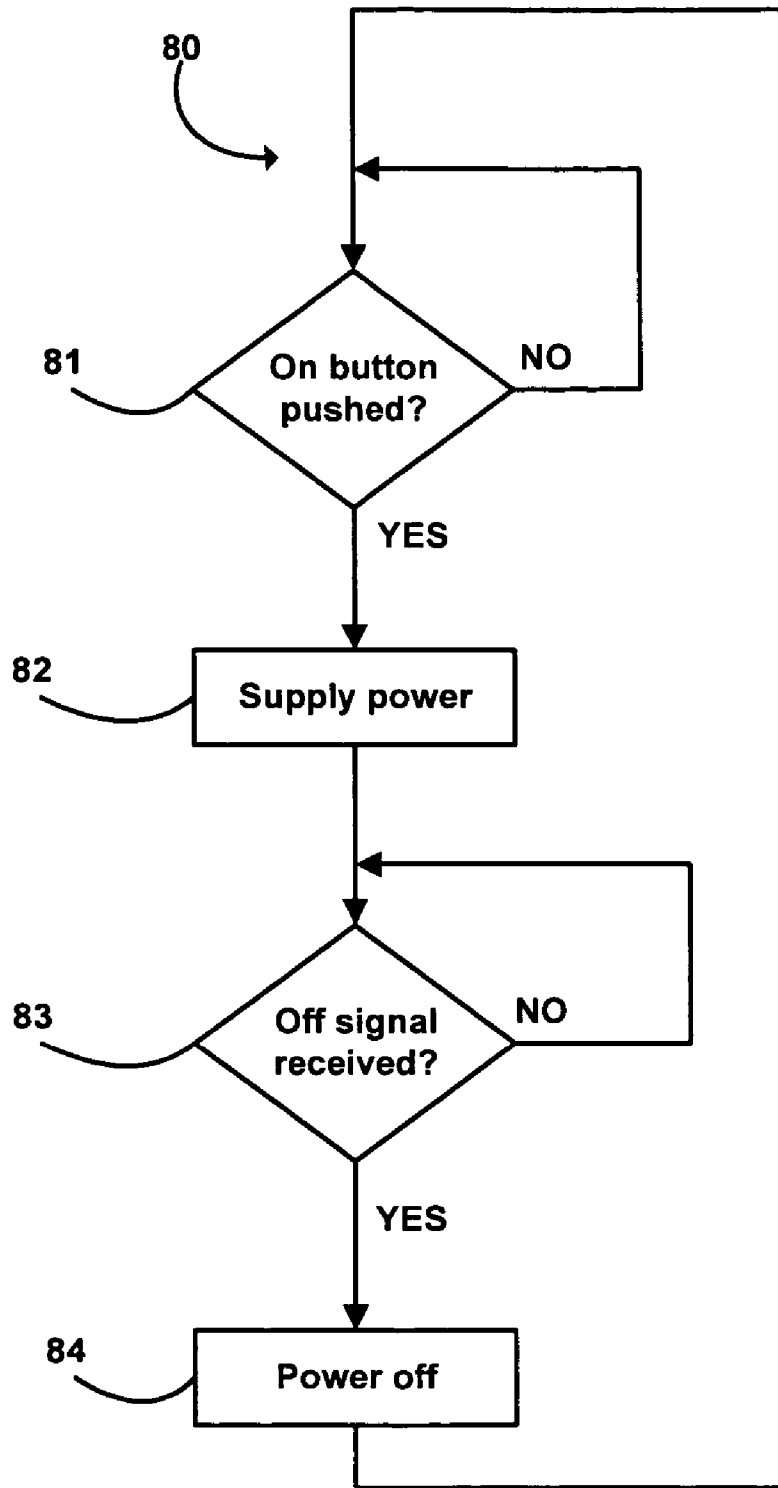 80
81
On button
pushed?
NO
YES
82
Supply power
83
Off signal
received?
NO
YES
84
Power off